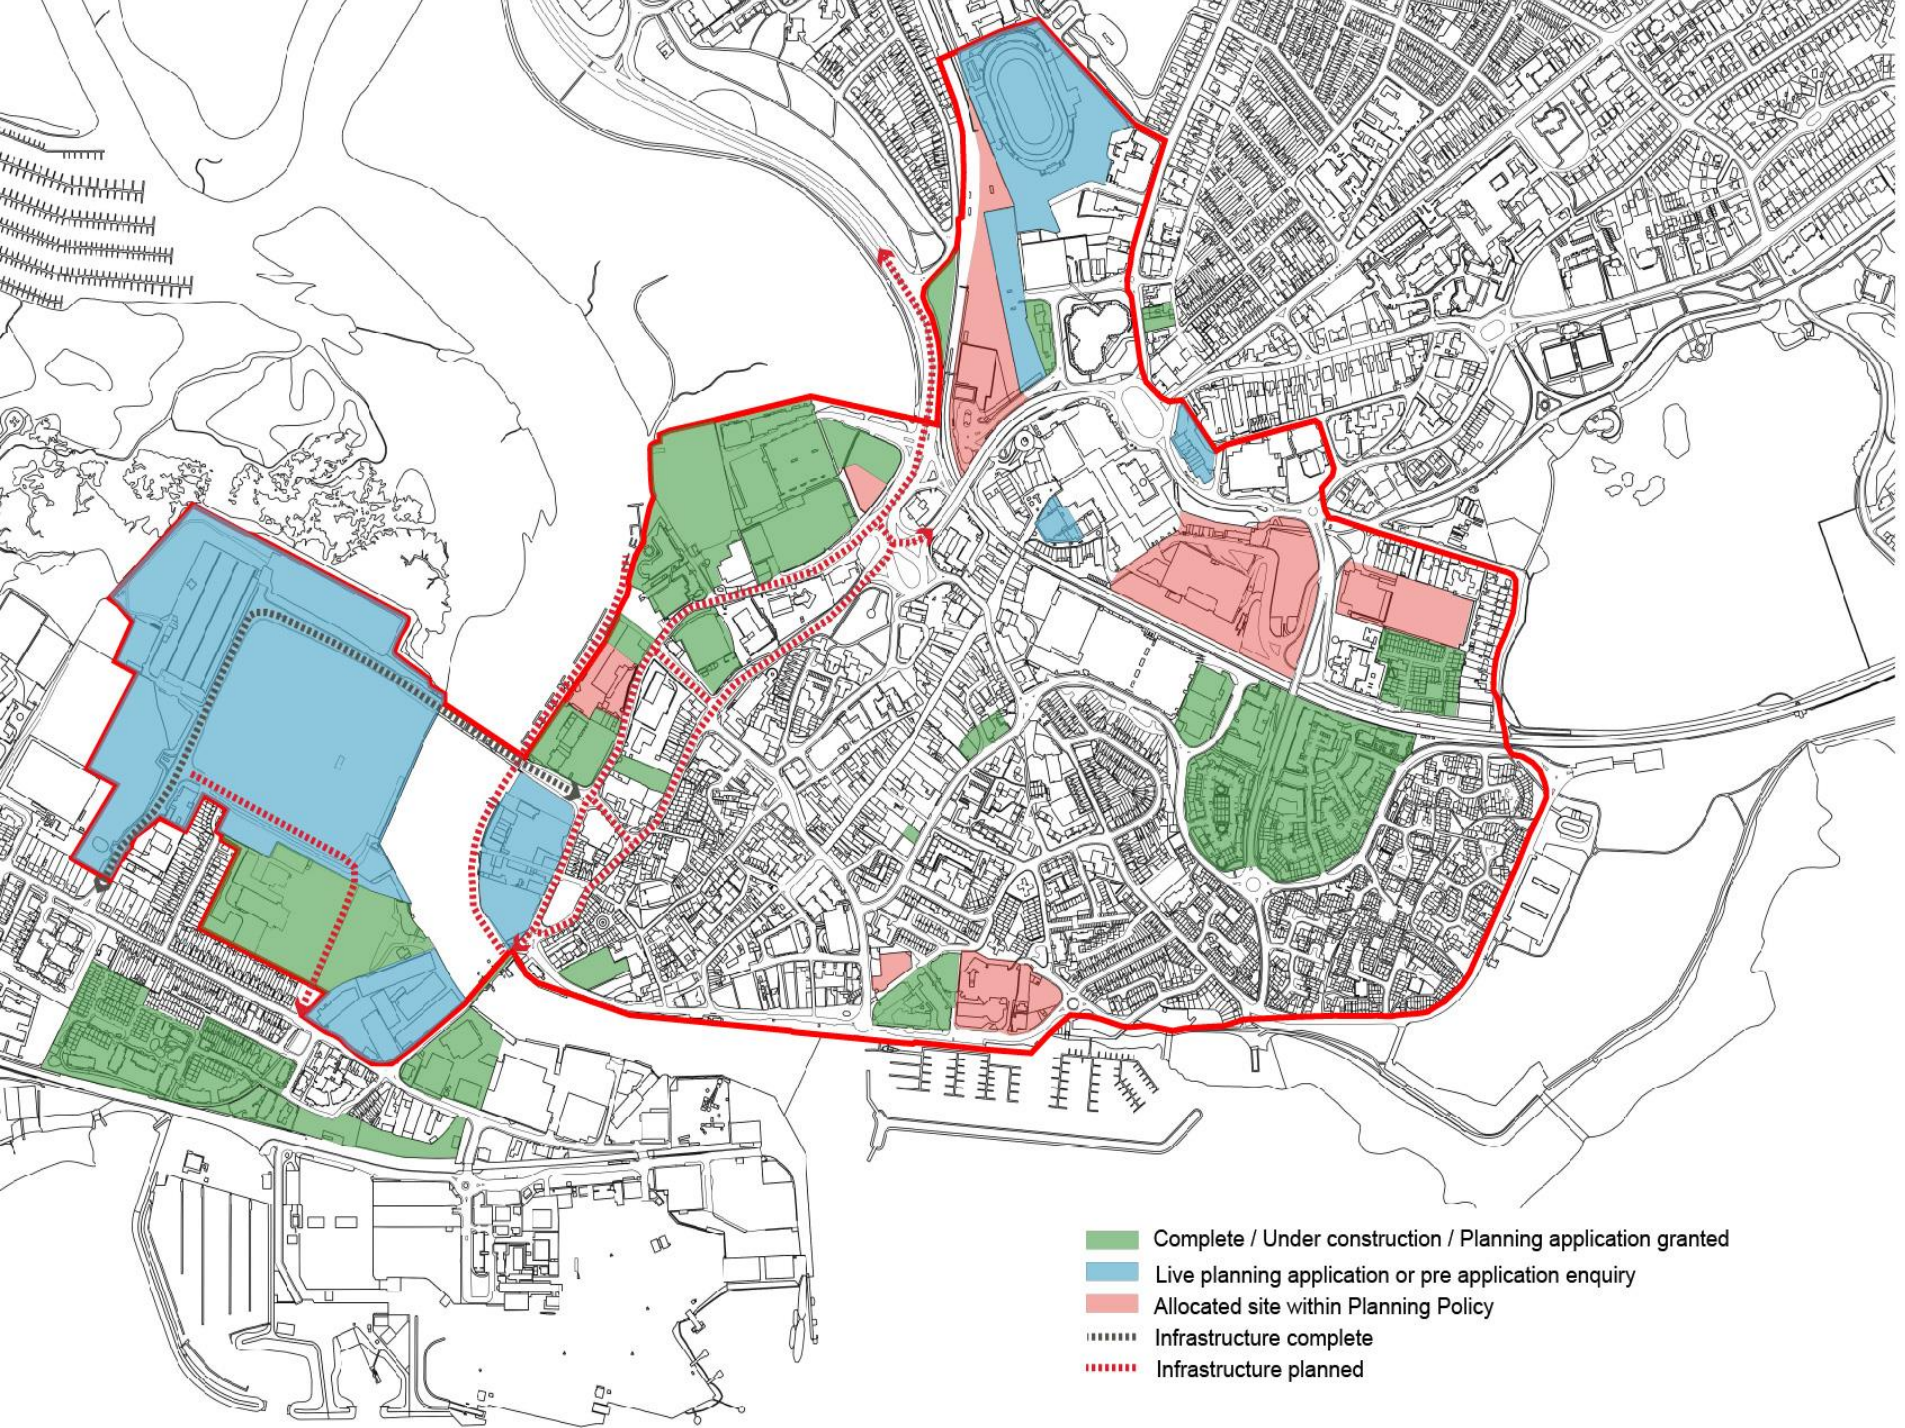 Complete / Under construction / Planning application granted
Live planning application or pre application enquiry
Allocated site within Planning Policy
Infrastructure complete
Infrastructure planned